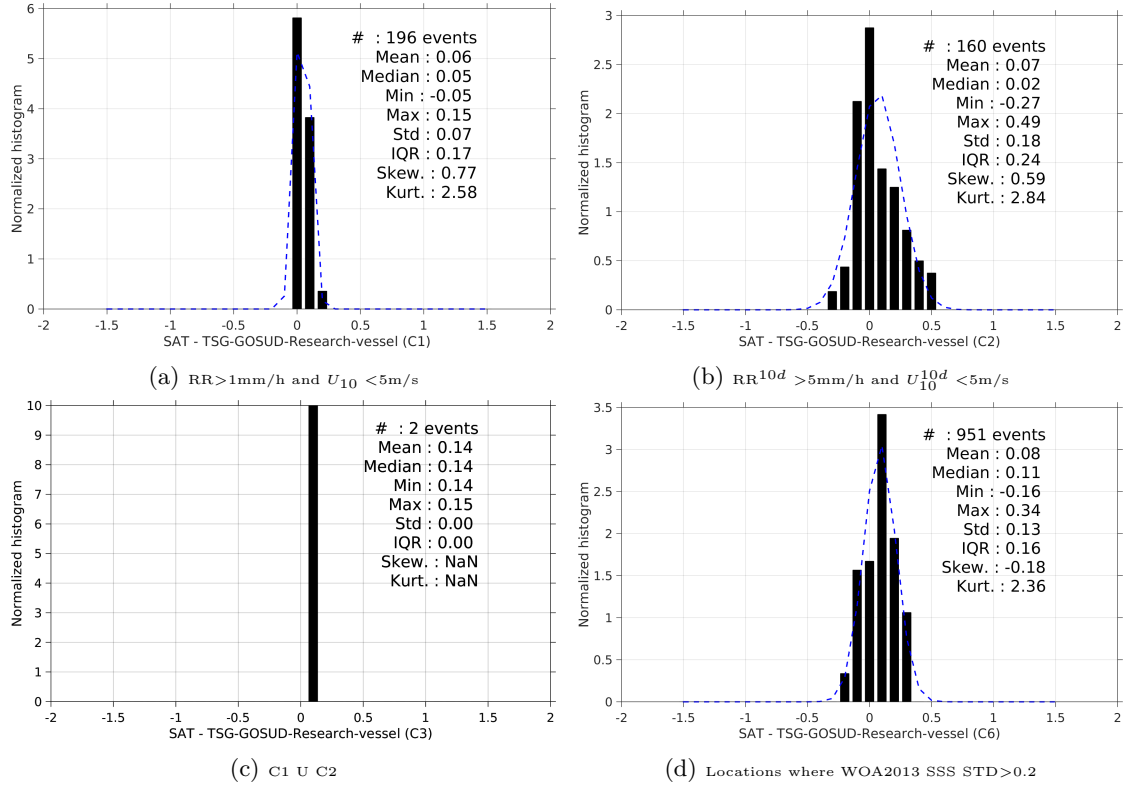 6
5
4
3
2
1
0
Normalized histogram
# : 196 events
Mean : 0.06
Median : 0.05
Min : -0.05
Max : 0.15
Std : 0.07
IQR : 0.17
Skew. : 0.77
Kurt. : 2.58
-2 -1.5 -1 -0.5 0 0.5 1 1.5 2
SAT - TSG-GOSUD-Research-vessel (C1)
(a) RR>1mm/h and U10 <5m/s
3
2.5
2
1.5
1
0.5
0
Normalized histogram
# : 160 events
Mean : 0.07
Median : 0.02
Min : -0.27
Max : 0.49
Std : 0.18
IQR : 0.24
Skew. : 0.59
Kurt. : 2.84
-2 -1.5 -1 -0.5 0 0.5 1 1.5 2
SAT - TSG-GOSUD-Research-vessel (C2)
(b) RR^{10d} >5mm/h and U_{10}^{10d} <5m/s
10
9
8
7
6
5
4
3
2
1
0
Normalized histogram
# : 2 events
Mean : 0.14
Median : 0.14
Min : 0.14
Max : 0.15
Std : 0.00
IQR : 0.00
Skew. : NaN
Kurt. : NaN
-2 -1.5 -1 -0.5 0 0.5 1 1.5 2
SAT - TSG-GOSUD-Research-vessel (C3)
(c) C1 U C2
3.5
3
2.5
2
1.5
1
0.5
0
Normalized histogram
# : 951 events
Mean : 0.08
Median : 0.11
Min : -0.16
Max : 0.34
Std : 0.13
IQR : 0.16
Skew. : -0.18
Kurt. : 2.36
-2 -1.5 -1 -0.5 0 0.5 1 1.5 2
SAT - TSG-GOSUD-Research-vessel (C6)
(d) Locations where WOA2013 SSS STD>0.2